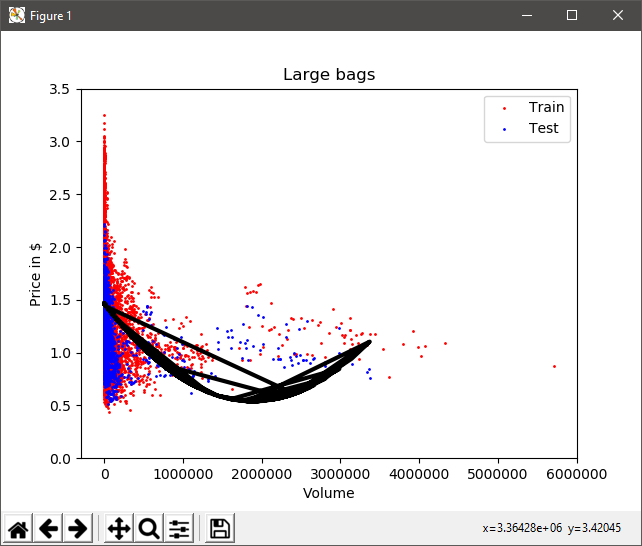 Figure 1
Large bags
Train
Test
Price in $
3.5
3.0
2.5
2.0
1.5
1.0
0.5
0.0
0 1000000 2000000 3000000 4000000 5000000 6000000
Volume
x=3.36428e+06 y=3.42045